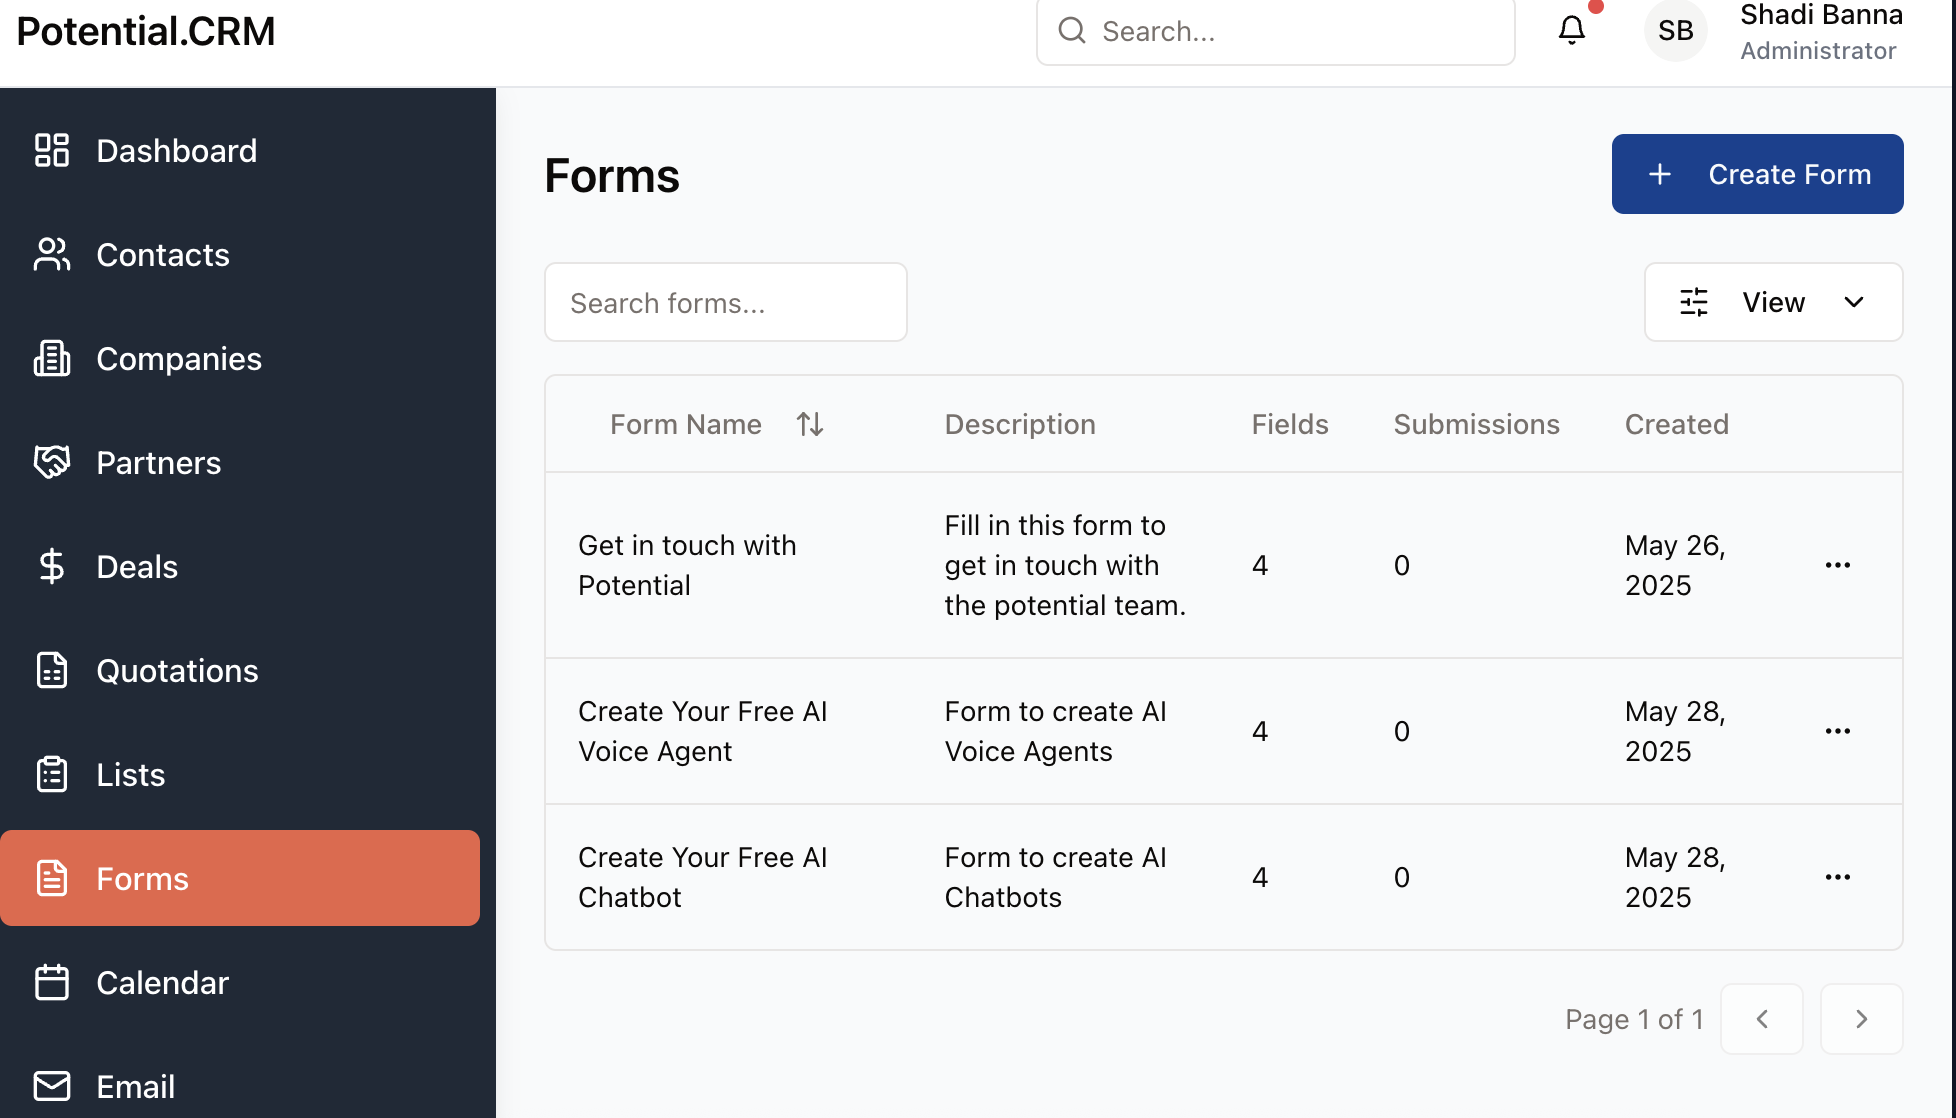 Potential.CRM
Search...
SB
Shadi Banna
Administrator
Dashboard
Contacts
Companies
Partners
Deals
Quotations
Lists
Forms
Calendar
Email
Forms
Create Form
Search forms...
View
Form Name
Description
Fields
Submissions
Created
Get in touch with
Potential
Fill in this form to
get in touch with
the potential team.
4
0
May 26,
2025
Create Your Free AI
Voice Agent
Form to create AI
Voice Agents
4
0
May 28,
2025
Create Your Free AI
Chatbot
Form to create AI
Chatbots
4
0
May 28,
2025
Page 1 of 1